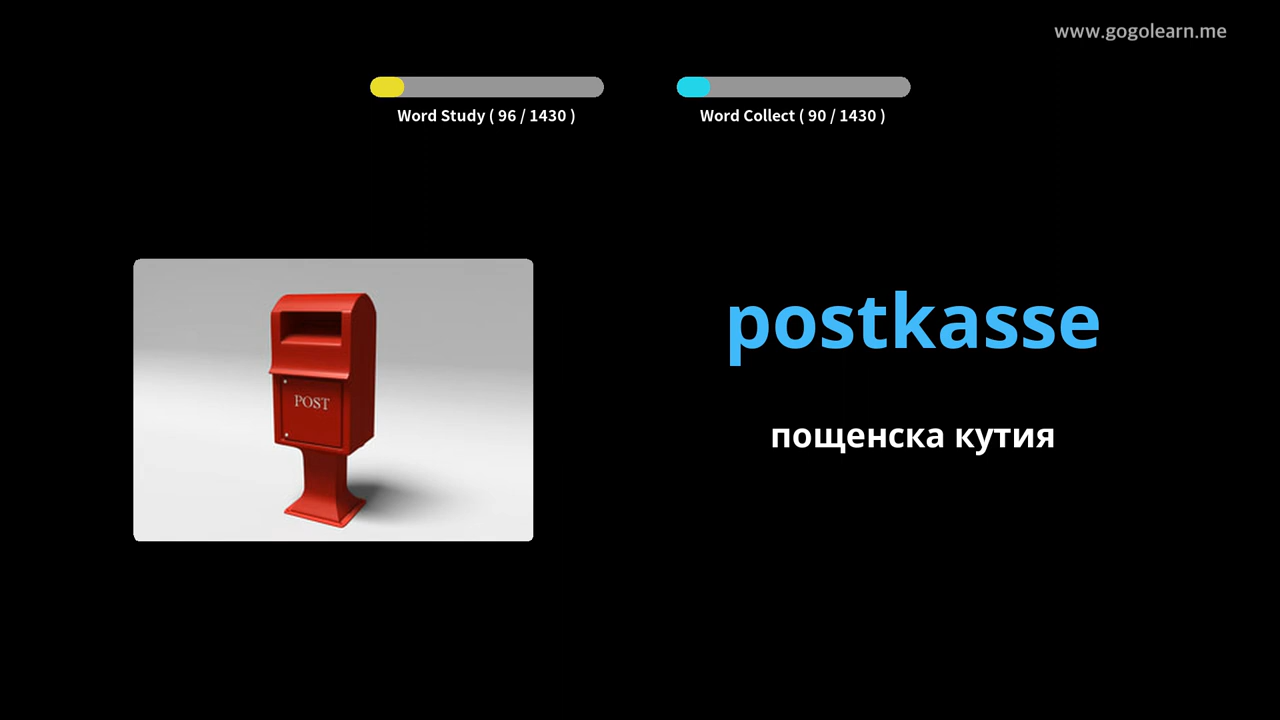 www.gogolearn.me
Word Study ( 96 / 1430 )
Word Collect ( 90 / 1430 )
POST
postkasse
пощенска кутия